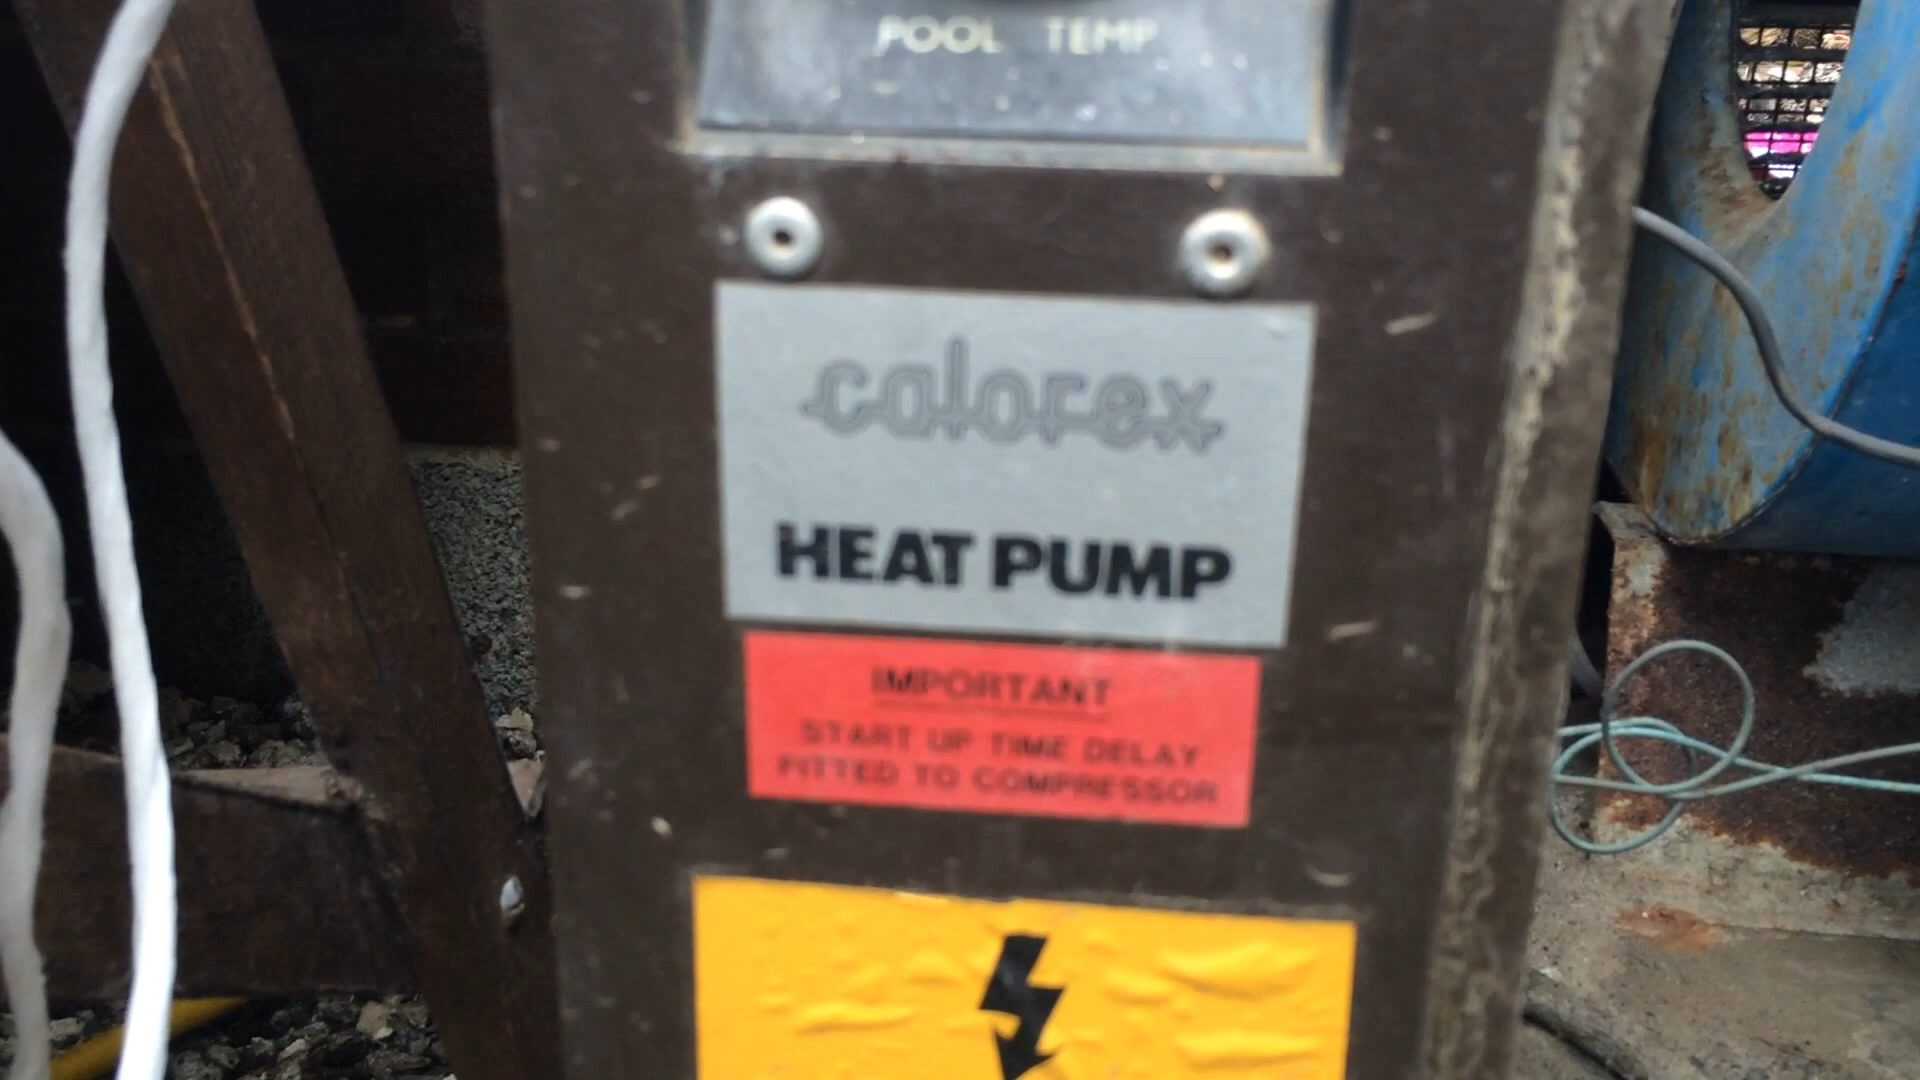 POOL TEMP
calorex
HEAT PUMP
IMPORTANT
START UP TIME DELAY
FITTED TO COMPRESSOR